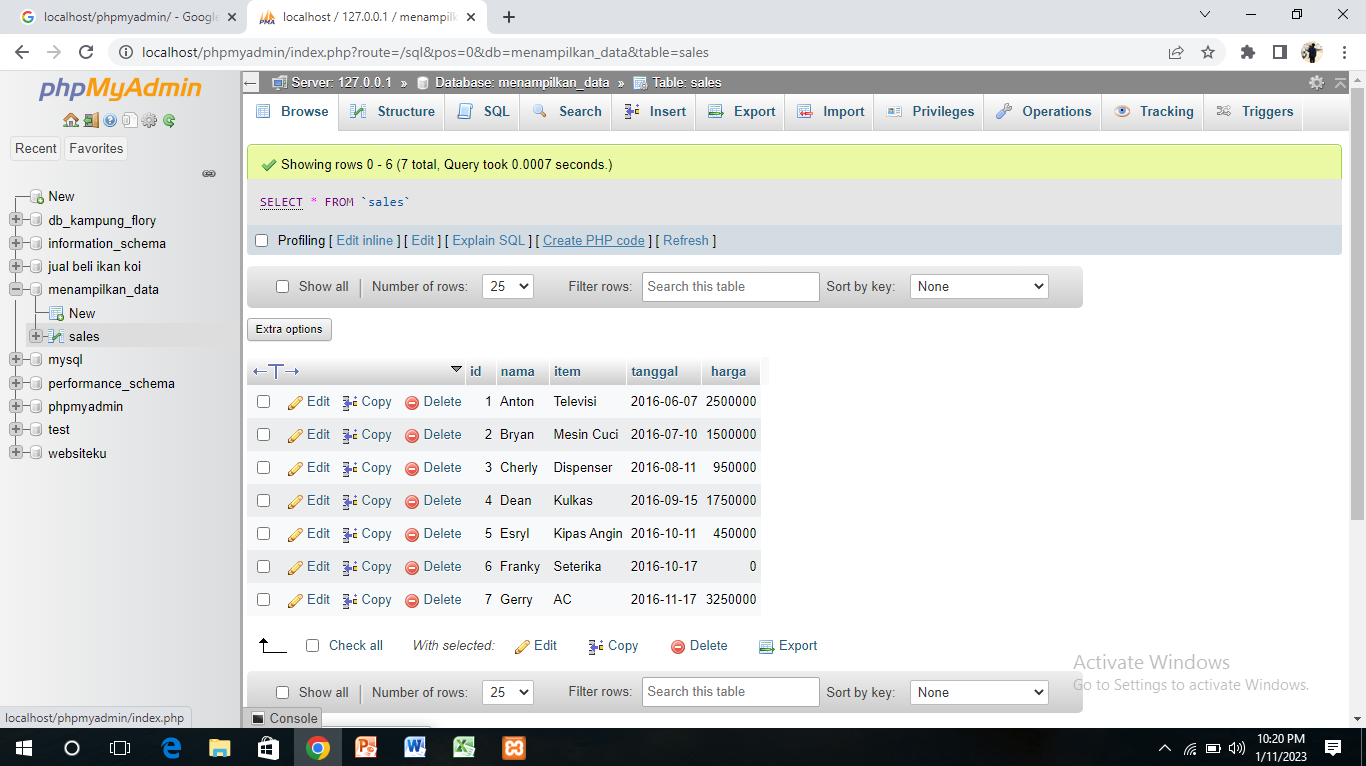 localhost/phpmyadmin/ - Google
localhost / 127.0.0.1 / menampilk
localhost/phpmyadmin/index.php?route=/sql&pos=0&db=menampilkan_data&table=sales
phpMyAdmin
Recent Favorites
New
db_kampung_flory
information_schema
jual beli ikan koi
menampilkan_data
New
sales
mysql
performance_schema
phpmyadmin
test
websiteku
localhost/phpmyadmin/index.php
Server: 127.0.0.1 » Database: menampilkan_data » Table: sales
Browse Structure SQL Search Insert Export Import Privileges Operations Tracking Triggers
Showing rows 0 - 6 (7 total, Query took 0.0007 seconds.)
SELECT * FROM `sales`
Profiling [ Edit inline ] [ Edit ] [ Explain SQL ] [ Create PHP code ] [ Refresh ]
Show all | Number of rows: 25 Filter rows: Search this table Sort by key: None
Extra options
←T→ id nama item tanggal harga
Edit Copy Delete 1 Anton Televisi 2016-06-07 2500000
Edit Copy Delete 2 Bryan Mesin Cuci 2016-07-10 1500000
Edit Copy Delete 3 Cherly Dispenser 2016-08-11 950000
Edit Copy Delete 4 Dean Kulkas 2016-09-15 1750000
Edit Copy Delete 5 Esryl Kipas Angin 2016-10-11 450000
Edit Copy Delete 6 Franky Seterika 2016-10-17 0
Edit Copy Delete 7 Gerry AC 2016-11-17 3250000
Check all With selected: Edit Copy Delete Export
Show all | Number of rows: 25 Filter rows: Search this table Sort by key: None
Console
Activate Windows
Go to Settings to activate Windows.
10:20 PM
1/11/2023